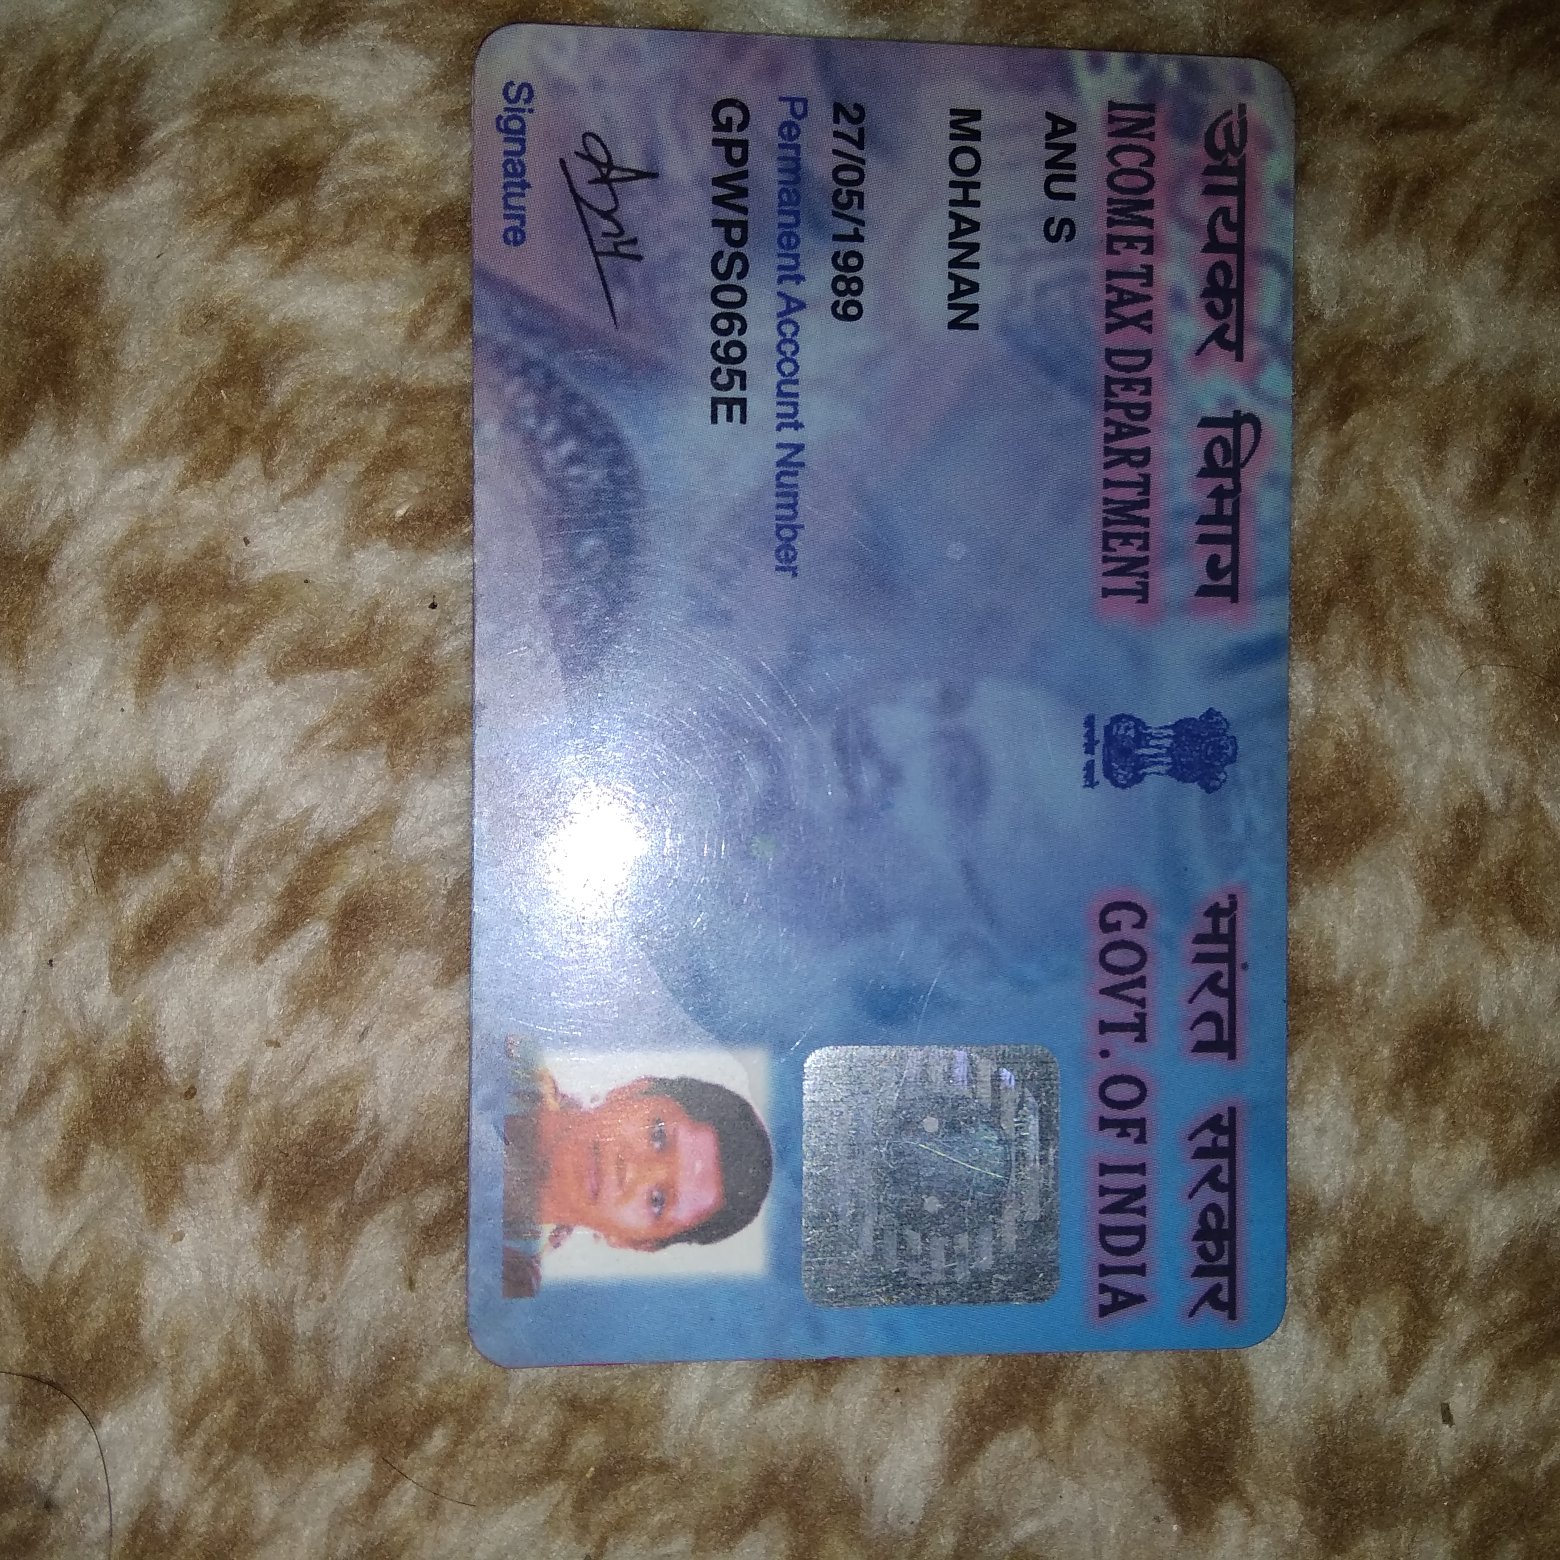 आयकर विभाग
INCOME TAX DEPARTMENT
भारत सरकार
GOVT. OF INDIA
ANU S
MOHANAN
27/05/1989
Permanent Account Number
GPWPS0695E
Signature